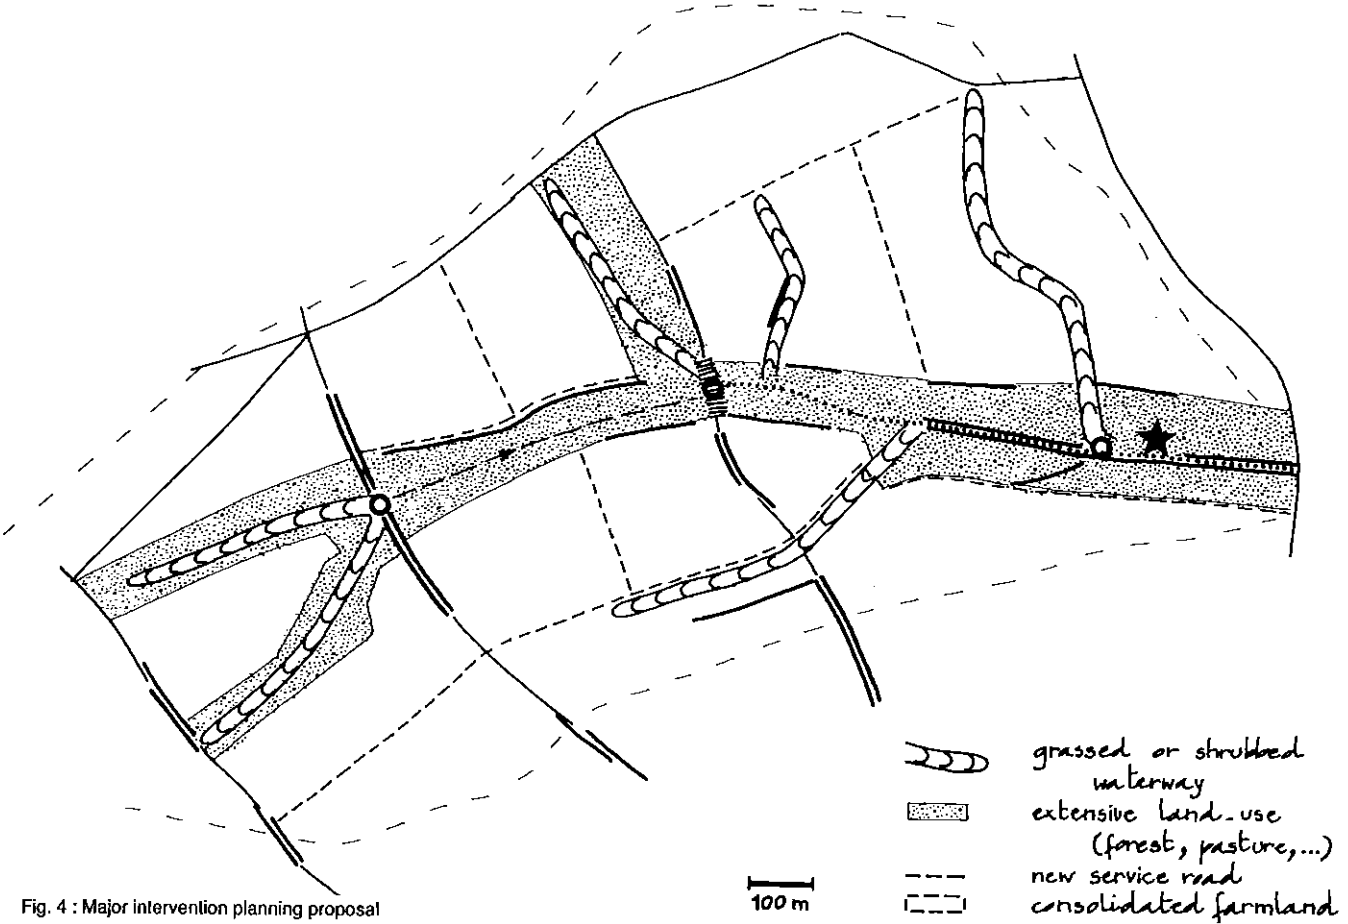 grassed or shrubbed
waterway
extensive land-use
(forest, pasture,...)
new service road
consolidated farmland
100 m
Fig. 4 : Major intervention planning proposal